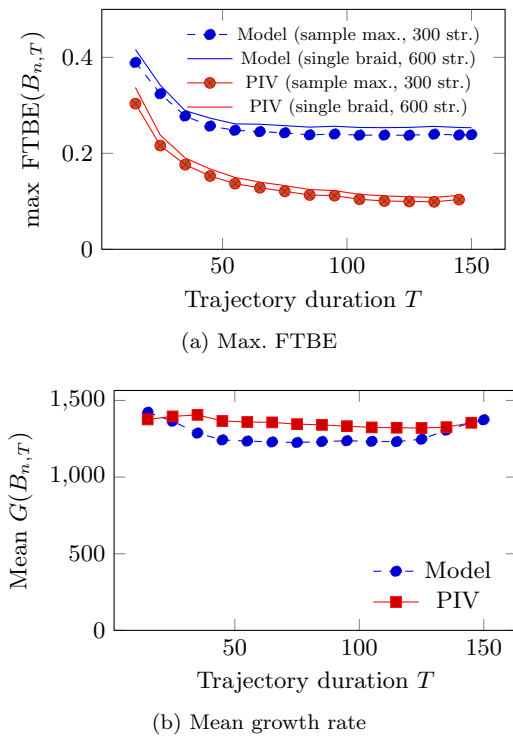 0.4
0.2
0
max FTBE(B_{n,T})
Model (sample max., 300 str.)
Model (single braid, 600 str.)
PIV (sample max., 300 str.)
PIV (single braid, 600 str.)
50 100 150
Trajectory duration T
(a) Max. FTBE
1,500
1,000
500
0
Mean G(B_{n,T})
Model
PIV
50 100 150
Trajectory duration T
(b) Mean growth rate